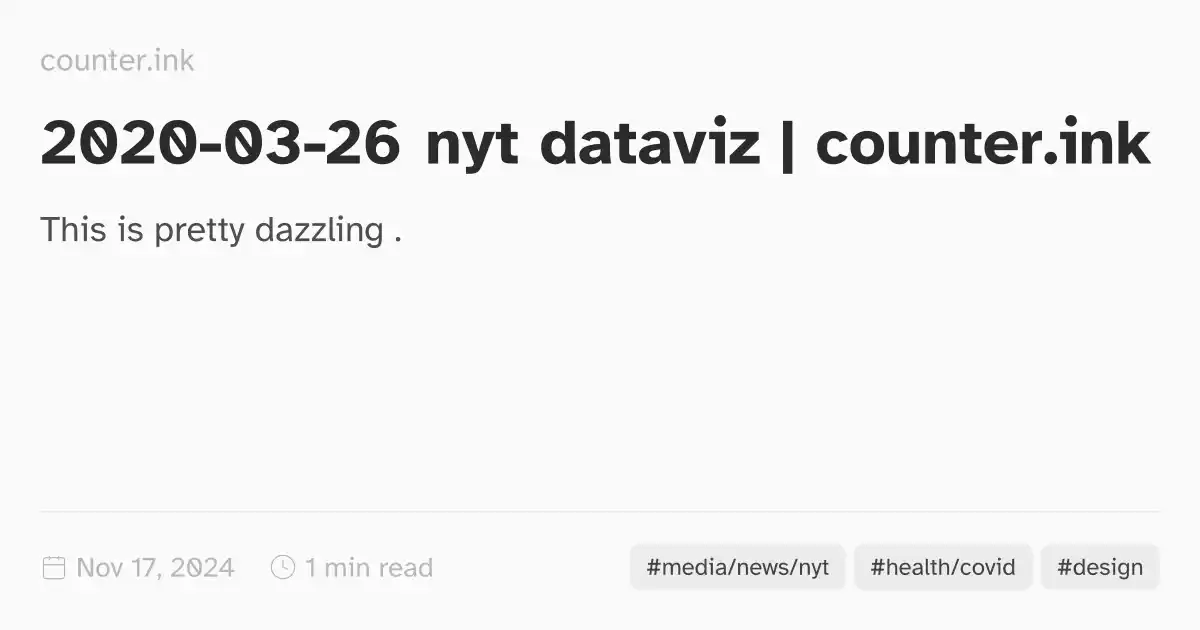 counter.ink
2020-03-26 nyt dataviz | counter.ink
This is pretty dazzling .
Nov 17, 2024 1 min read #media/news/nyt #health/covid #design